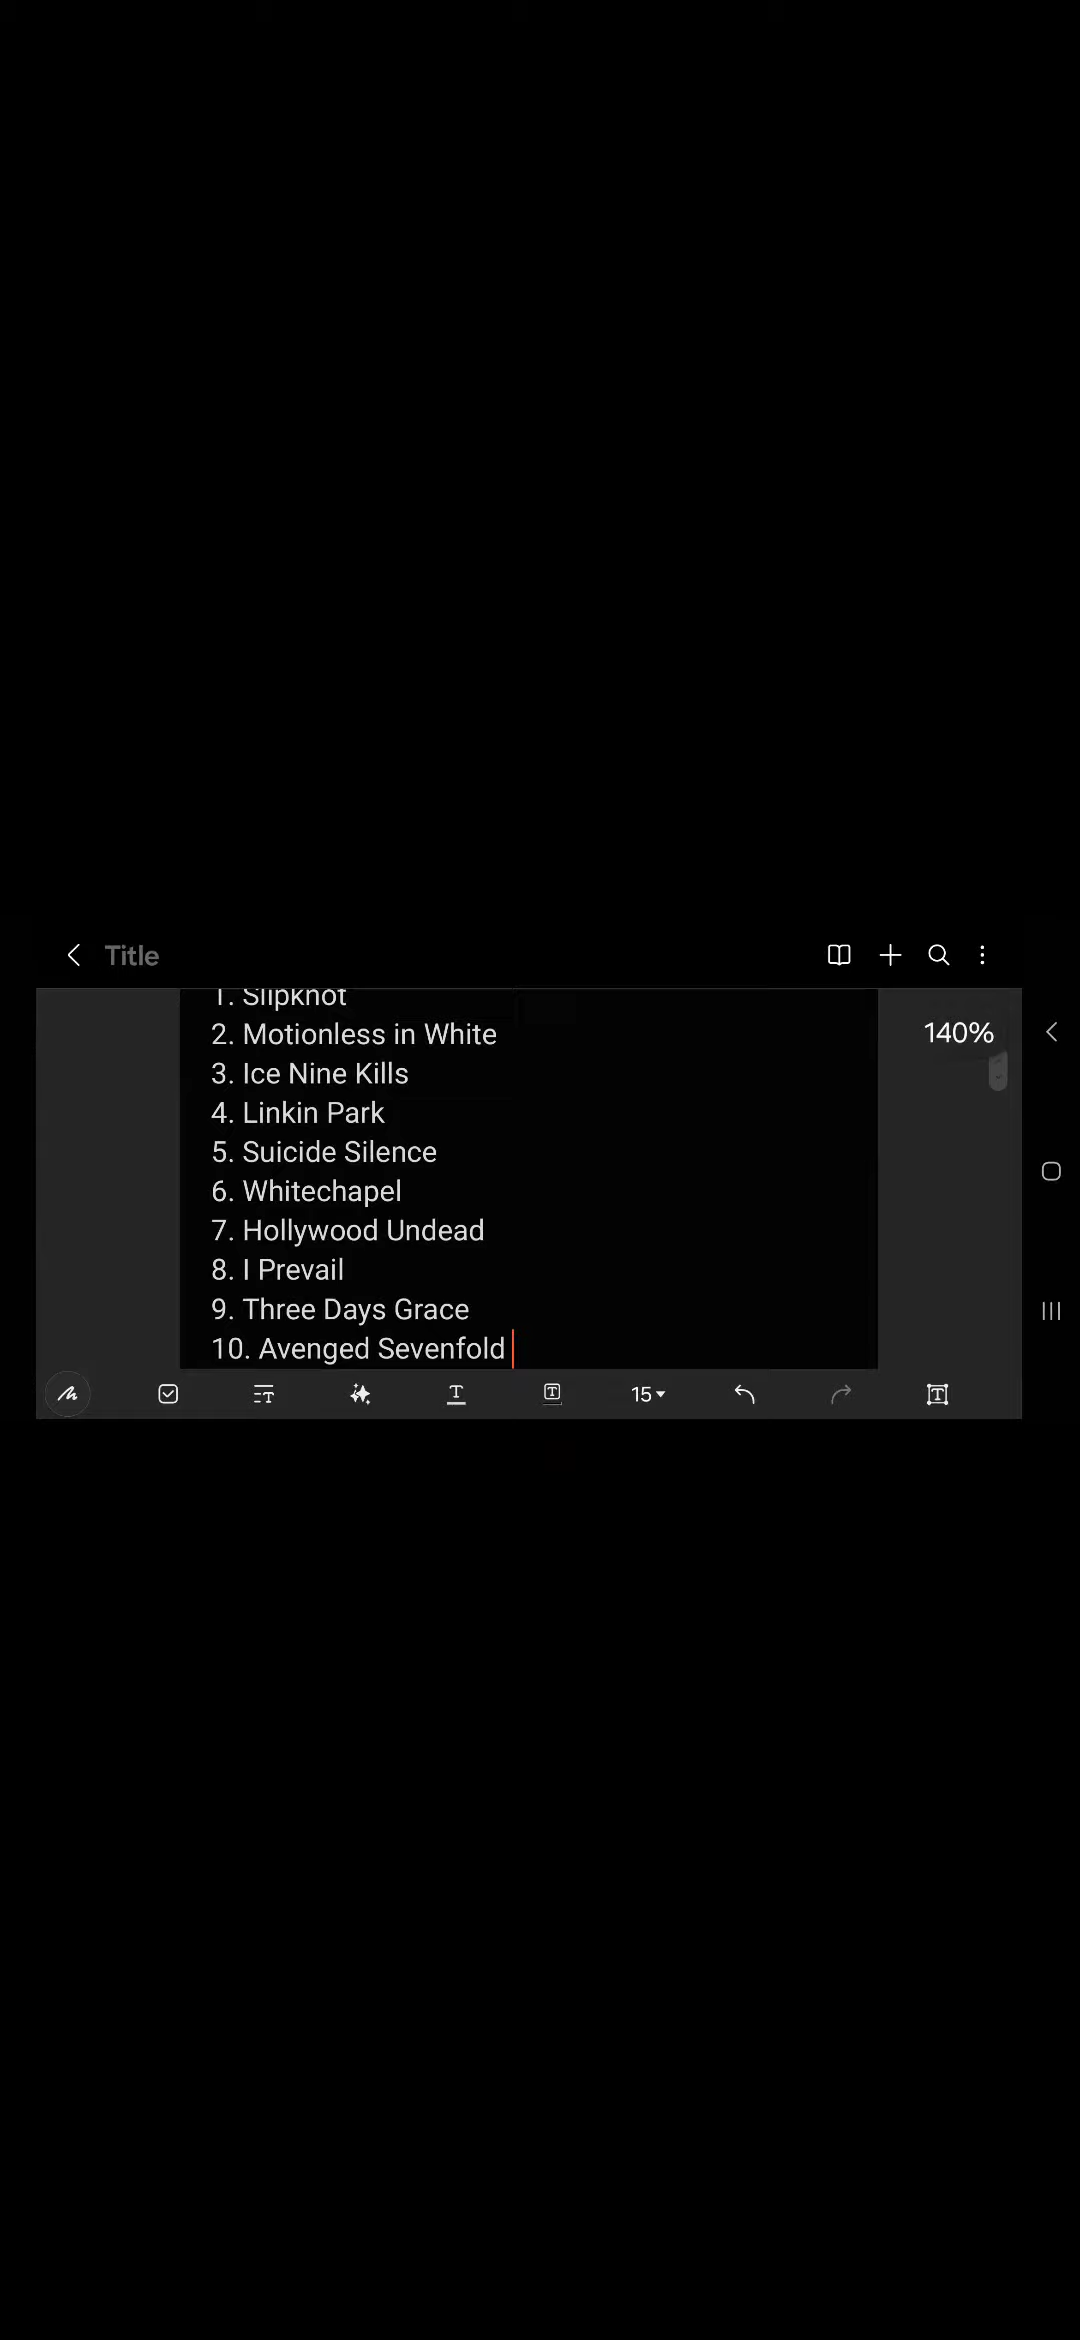 Title
1. Slipknot
140%
2. Motionless in White
3. Ice Nine Kills
4. Linkin Park
5. Suicide Silence
6. Whitechapel
7. Hollywood Undead
8. I Prevail
9. Three Days Grace
10. Avenged Sevenfold
15